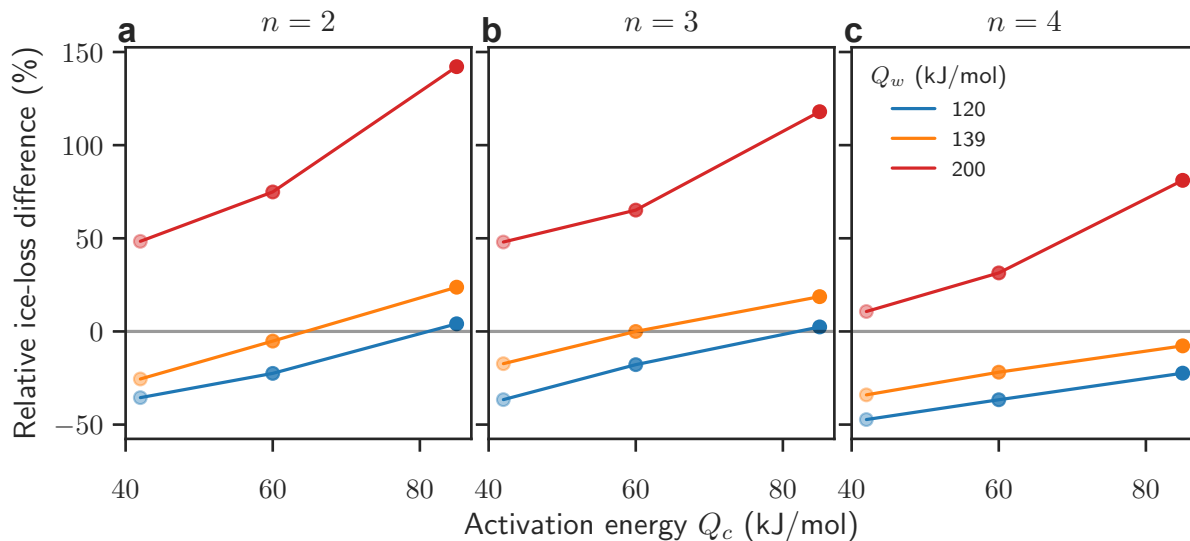 a n = 2 b n = 3 c n = 4
Relative ice-loss difference (%)
150
100
50
0
−50
Q_w (kJ/mol)
120
139
200
40 60 80 40 60 80 40 60 80
Activation energy Q_c (kJ/mol)